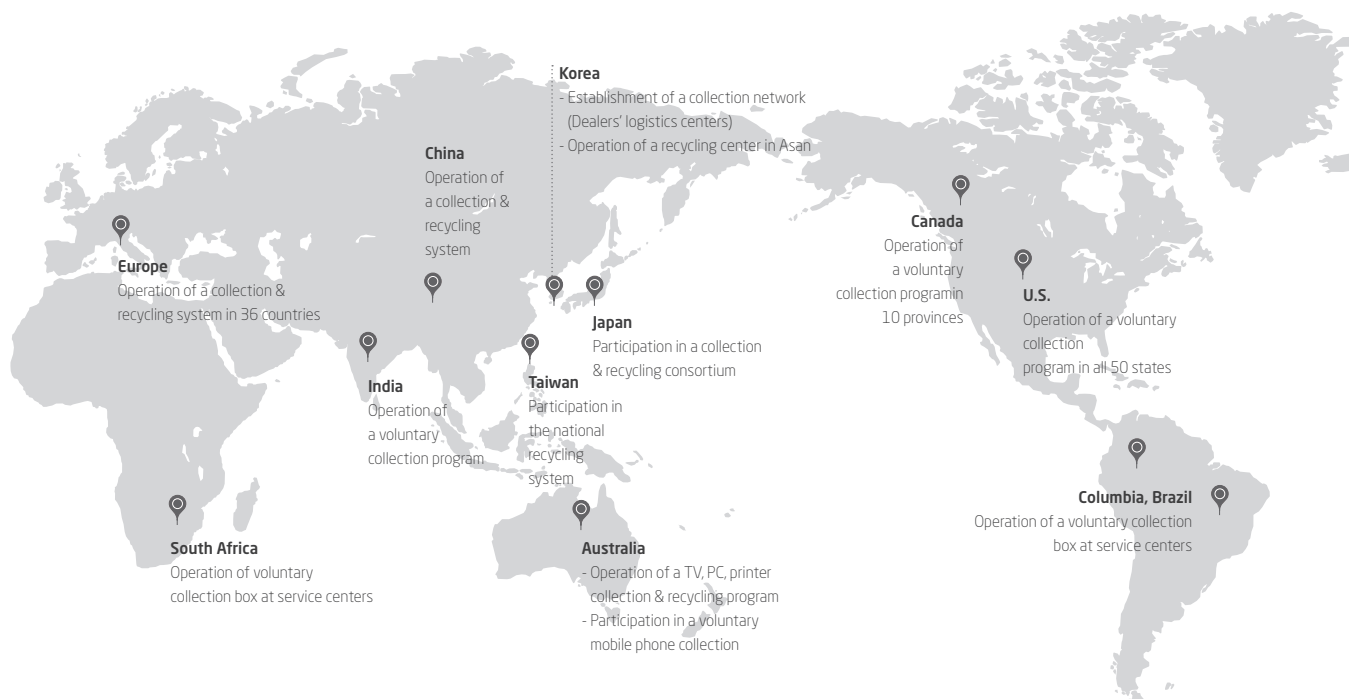 Korea
- Establishment of a collection network
(Dealers' logistics centers)
- Operation of a recycling center in Asan
China
Operation of
a collection &
recycling
system
Canada
Operation of
a voluntary
collection programin
10 provinces
Europe
Operation of a collection &
recycling system in 36 countries
U.S.
Operation of a voluntary
collection
program in all 50 states
Japan
Participation in a collection
& recycling consortium
India
Operation of
a voluntary
collection program
Taiwan
Participation in
the national
recycling
system
Columbia, Brazil
Operation of a voluntary collection
box at service centers
South Africa
Operation of voluntary
collection box at service centers
Australia
- Operation of a TV, PC, printer
collection & recycling program
- Participation in a voluntary
mobile phone collection